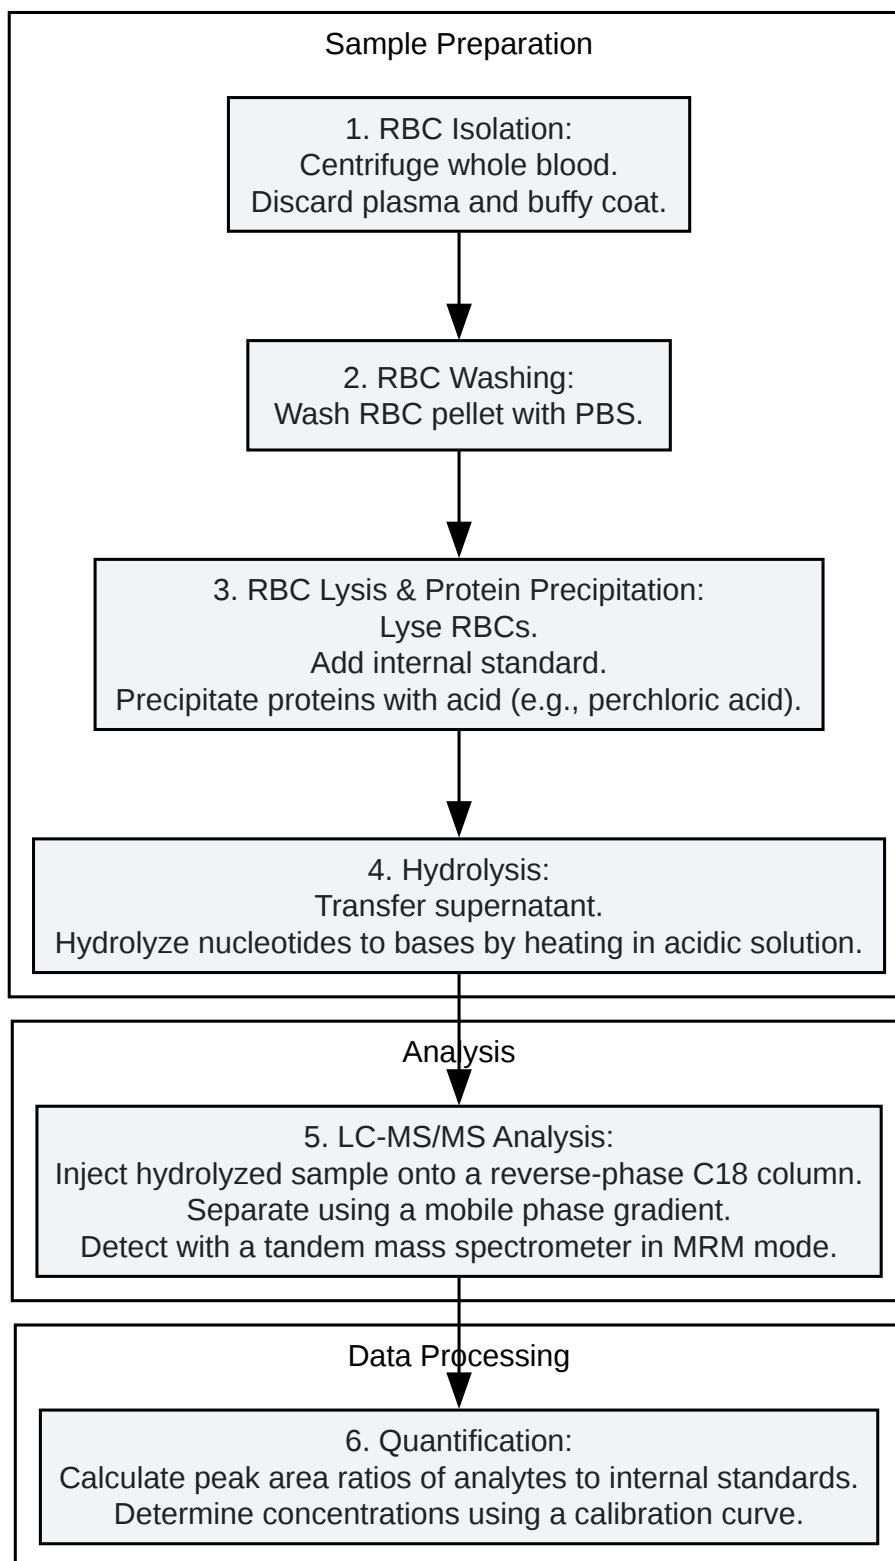 Sample Preparation
1. RBC Isolation:
Centrifuge whole blood.
Discard plasma and buffy coat.
2. RBC Washing:
Wash RBC pellet with PBS.
3. RBC Lysis & Protein Precipitation:
Lyse RBCs.
Add internal standard.
Precipitate proteins with acid (e.g., perchloric acid).
4. Hydrolysis:
Transfer supernatant.
Hydrolyze nucleotides to bases by heating in acidic solution.
Analysis
5. LC-MS/MS Analysis:
Inject hydrolyzed sample onto a reverse-phase C18 column.
Separate using a mobile phase gradient.
Detect with a tandem mass spectrometer in MRM mode.
Data Processing
6. Quantification:
Calculate peak area ratios of analytes to internal standards.
Determine concentrations using a calibration curve.